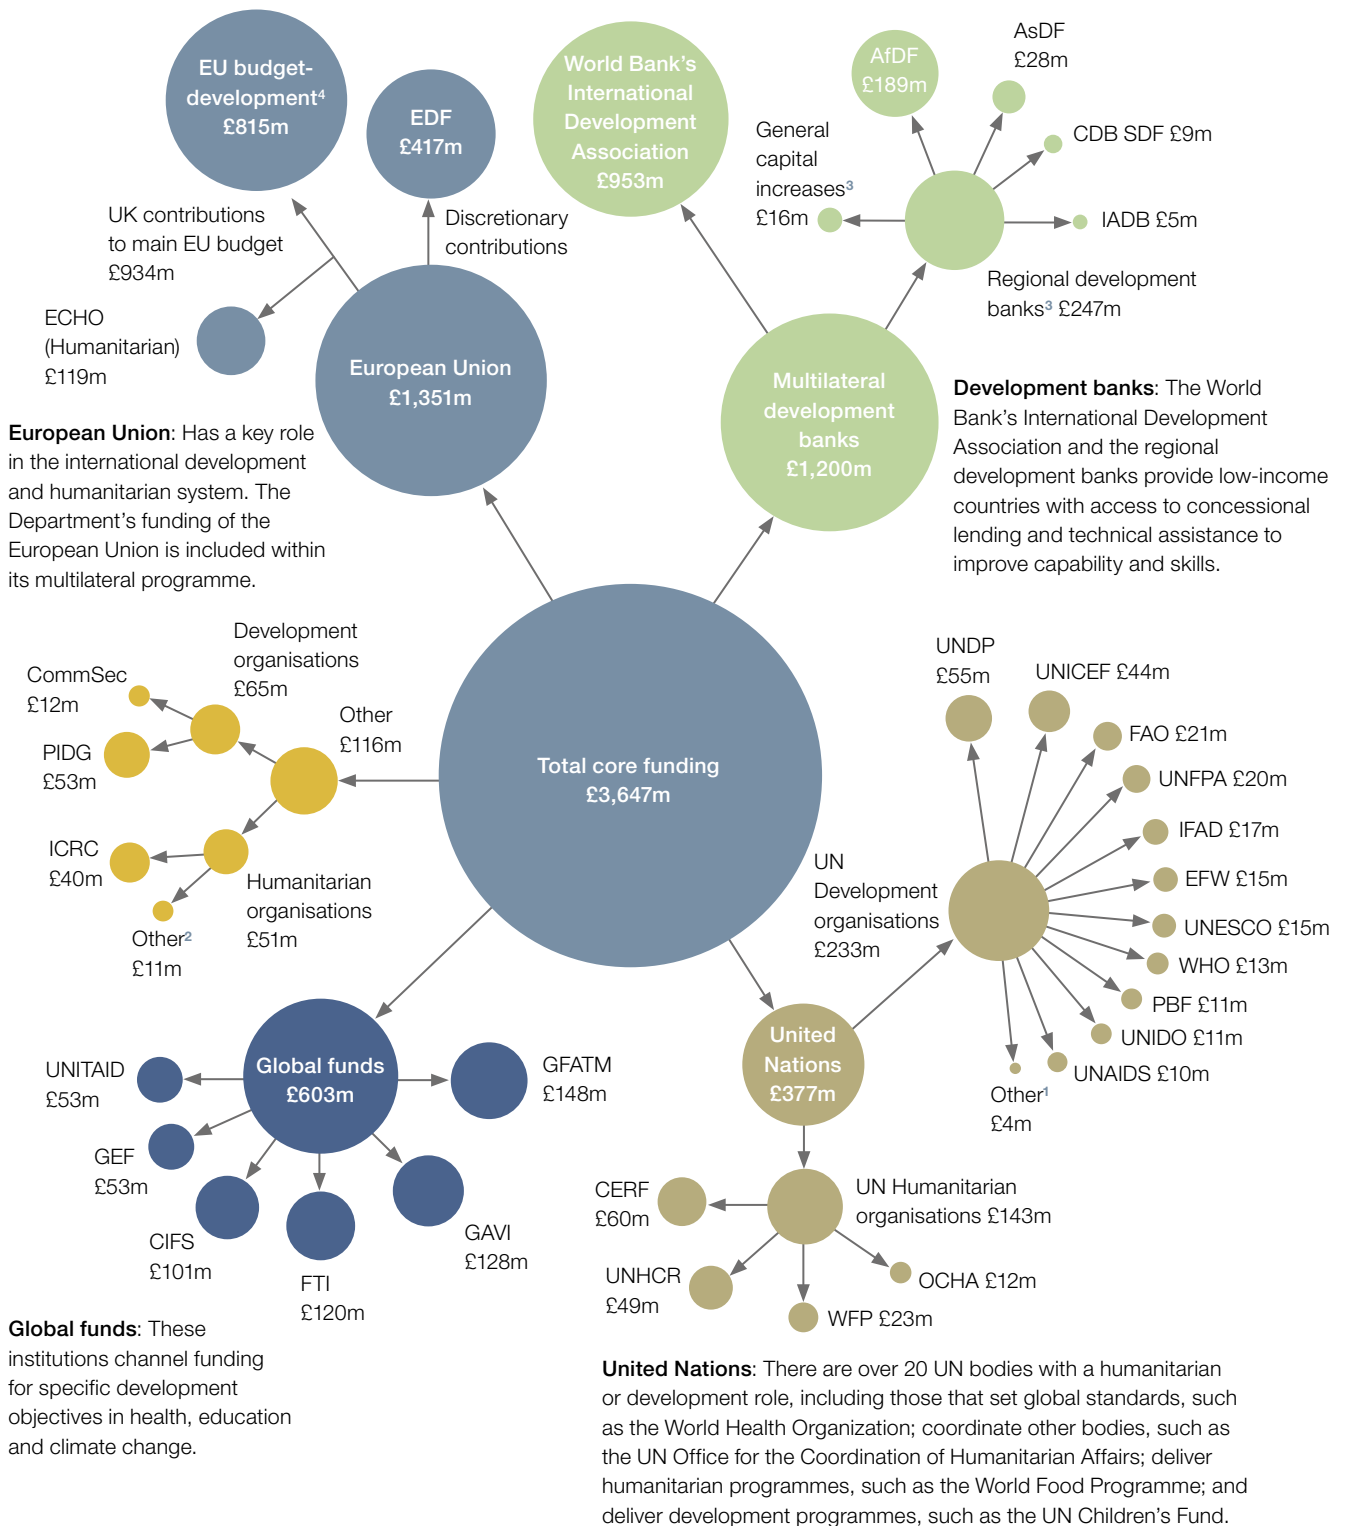 EU budget-
development⁴
£815m
EDF
£417m
World Bank's
International
Development
Association
£953m
AfDF
£189m
AsDF
£28m
General
capital
increases³
£16m
CDB SDF £9m
IADB £5m
Regional development
banks³ £247m
UK contributions
to main EU budget
£934m
Discretionary
contributions
ECHO
(Humanitarian)
£119m
European Union
£1,351m
Multilateral
development
banks
£1,200m
European Union: Has a key role
in the international development
and humanitarian system. The
Department's funding of the
European Union is included within
its multilateral programme.
Development banks: The World
Bank's International Development
Association and the regional
development banks provide low-income
countries with access to concessional
lending and technical assistance to
improve capability and skills.
Development
organisations
£65m
CommSec
£12m
PIDG
£53m
Other
£116m
ICRC
£40m
Humanitarian
organisations
£51m
Other²
£11m
Total core funding
£3,647m
UNDP
£55m
UNICEF £44m
FAO £21m
UNFPA £20m
IFAD £17m
EFW £15m
UNESCO £15m
WHO £13m
PBF £11m
UNIDO £11m
UNAIDS £10m
Other¹
£4m
UN
Development
organisations
£233m
United
Nations
£377m
Global funds
£603m
UNITAID
£53m
GEF
£53m
CIFS
£101m
FTI
£120m
GAVI
£128m
GFATM
£148m
CERF
£60m
UN Humanitarian
organisations £143m
UNHCR
£49m
WFP £23m
OCHA £12m
Global funds: These
institutions channel funding
for specific development
objectives in health, education
and climate change.
United Nations: There are over 20 UN bodies with a humanitarian
or development role, including those that set global standards, such
as the World Health Organization; coordinate other bodies, such as
the UN Office for the Coordination of Humanitarian Affairs; deliver
humanitarian programmes, such as the World Food Programme; and
deliver development programmes, such as the UN Children's Fund.